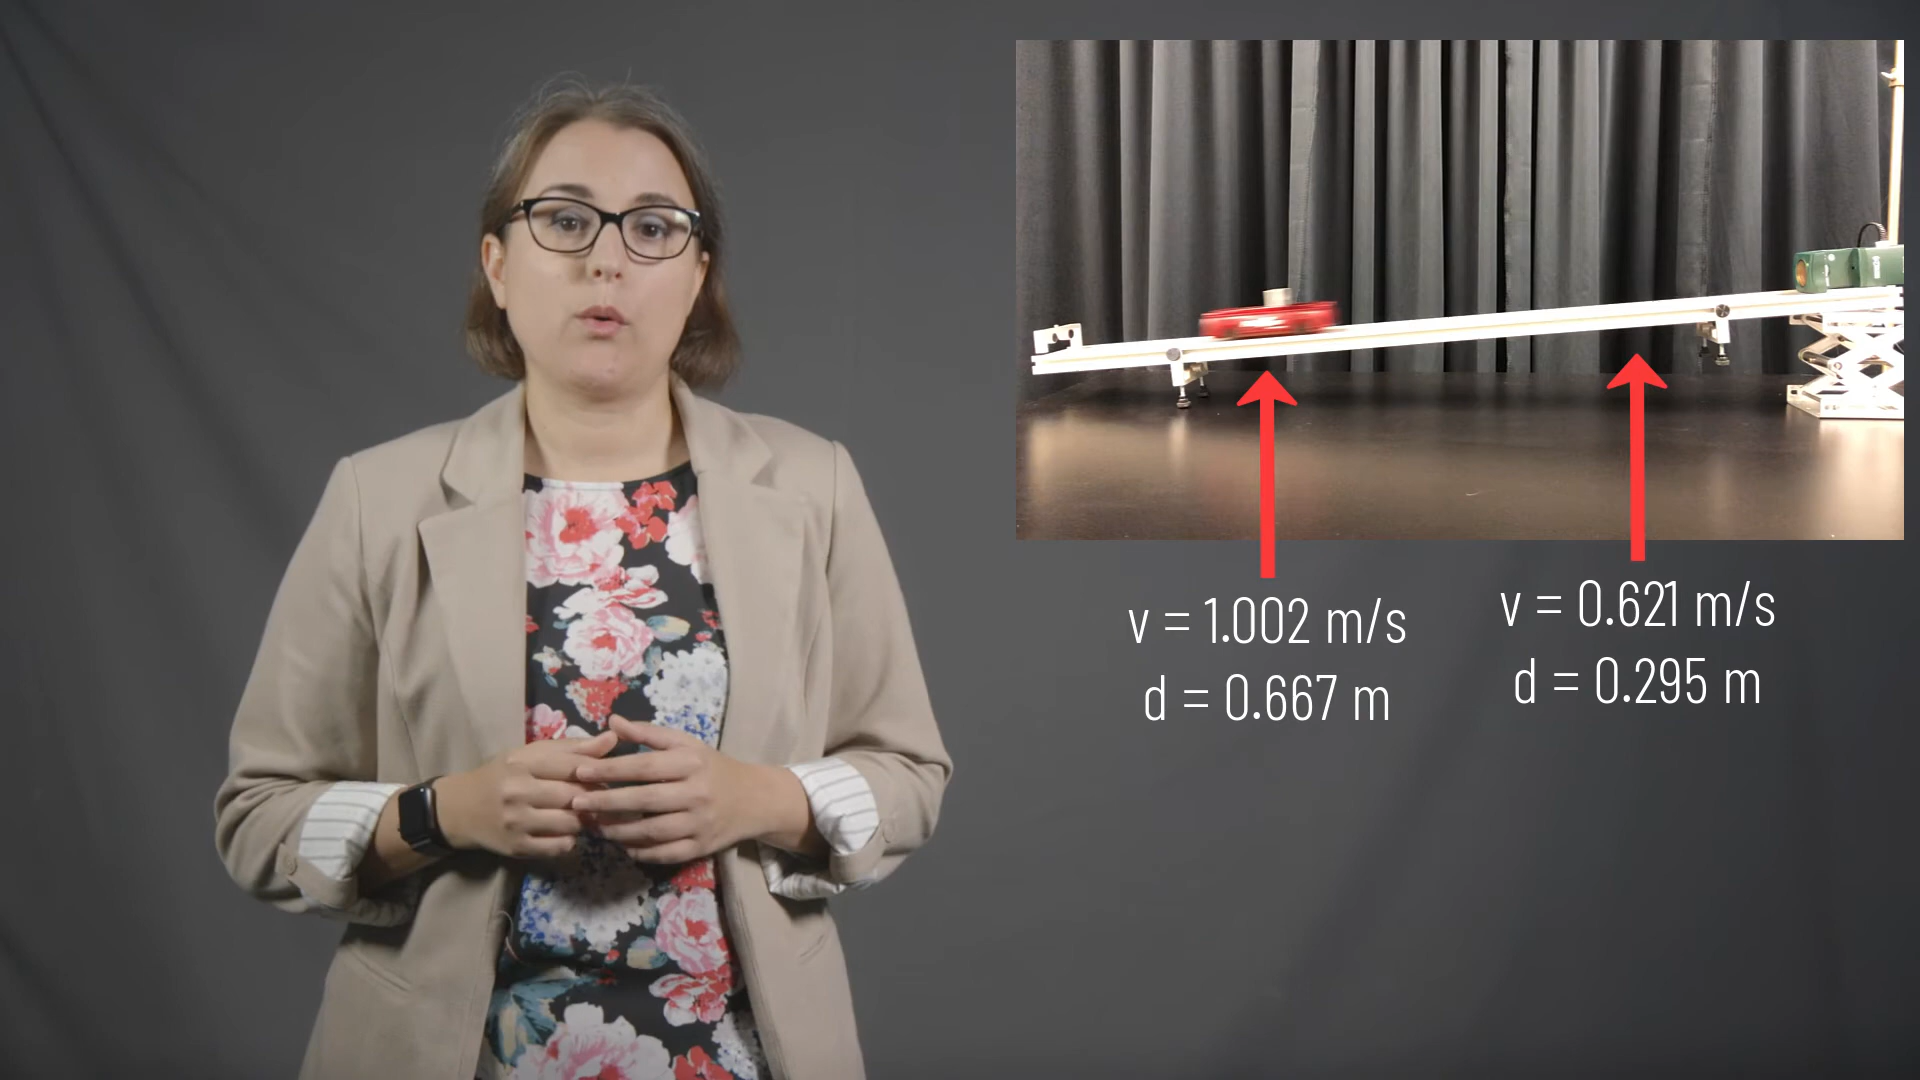 v = 1.002 m/s
d = 0.667 m
v = 0.621 m/s
d = 0.295 m